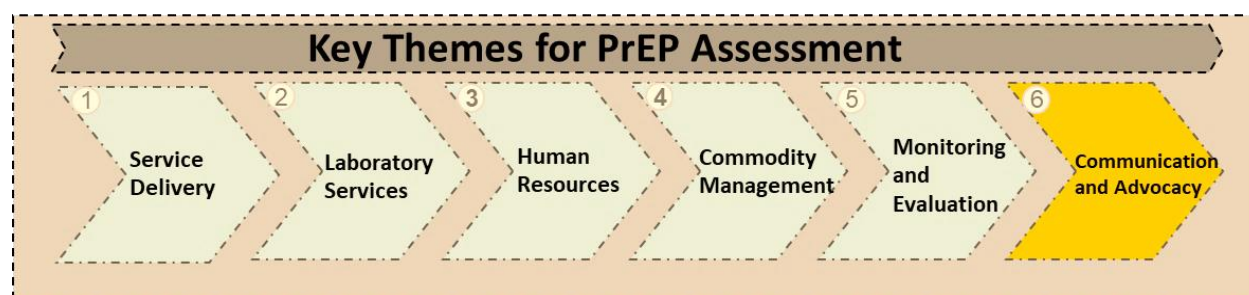 Key Themes for PrEP Assessment
1
Service
Delivery
2
Laboratory
Services
3
Human
Resources
4
Commodity
Management
5
Monitoring
and
Evaluation
6
Communication
and Advocacy